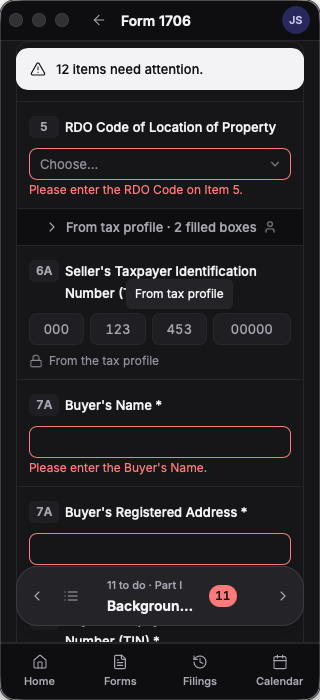 Form 1706
JS
12 items need attention.
5 RDO Code of Location of Property
Choose...
Please enter the RDO Code on Item 5.
From tax profile · 2 filled boxes
6A Seller's Taxpayer Identification
Number
From tax profile
000 123 453 00000
From the tax profile
7A Buyer's Name *
Please enter the Buyer's Name.
7A Buyer's Registered Address *
11 to do · Part I
Backgroun...
11
Number (TIN) *
Home Forms Filings Calendar